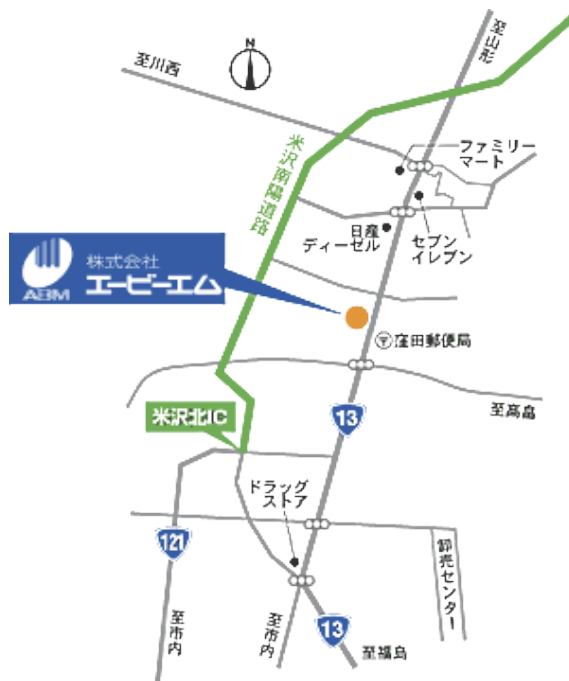 N
至山形
至川西
ファミリー
マート
米沢南陽道路
日産
ディーゼル
セブン
イレブン
ABM
株式会社
エービーエム
〒窪田郵便局
至高畠
13
米沢北IC
ドラッグ
ストア
121
卸売センター
至市内
至市内
13
至福島